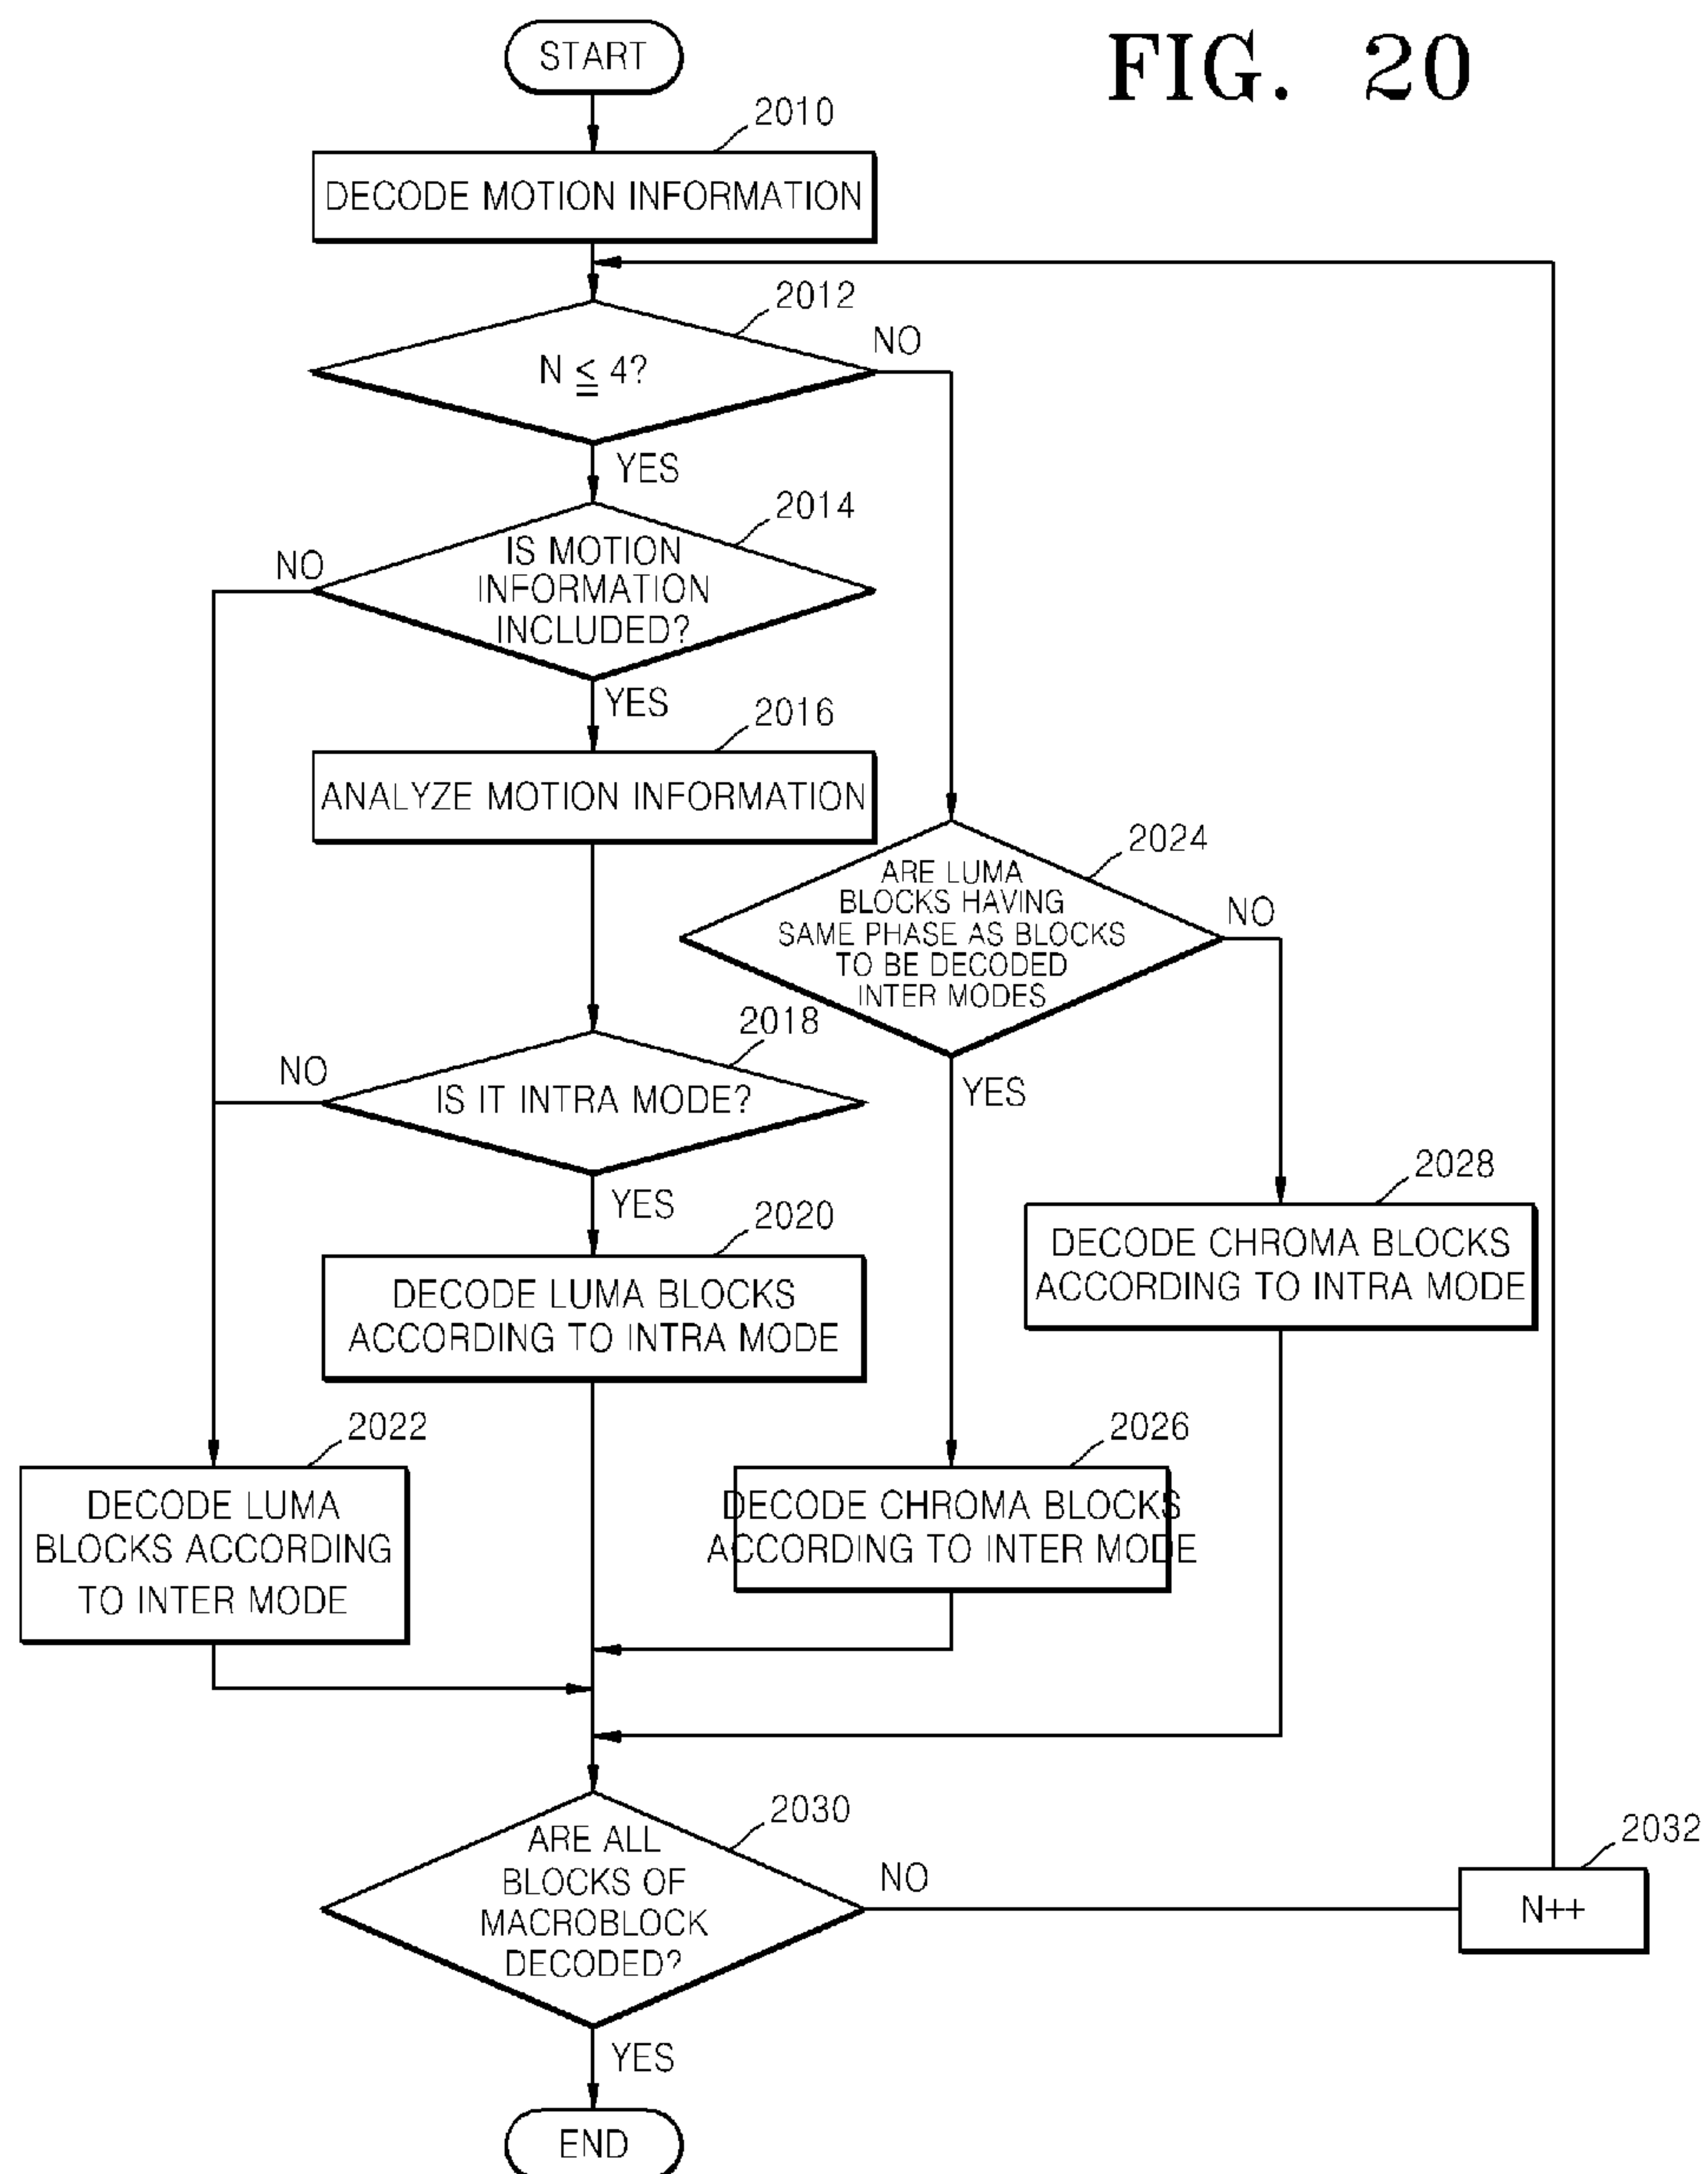 FIG. 20
START
2010
DECODE MOTION INFORMATION
2012
N ≦ 4?
NO
YES
2014
IS MOTION
INFORMATION
INCLUDED?
NO
YES
2016
ANALYZE MOTION INFORMATION
2024
ARE LUMA
BLOCKS HAVING
SAME PHASE AS BLOCKS
TO BE DECODED
INTER MODES
NO
YES
2018
IS IT INTRA MODE?
NO
YES
2020
DECODE LUMA BLOCKS
ACCORDING TO INTRA MODE
2028
DECODE CHROMA BLOCKS
ACCORDING TO INTRA MODE
2022
DECODE LUMA
BLOCKS ACCORDING
TO INTER MODE
2026
DECODE CHROMA BLOCKS
ACCORDING TO INTER MODE
2030
ARE ALL
BLOCKS OF
MACROBLOCK
DECODED?
NO
2032
N++
YES
END